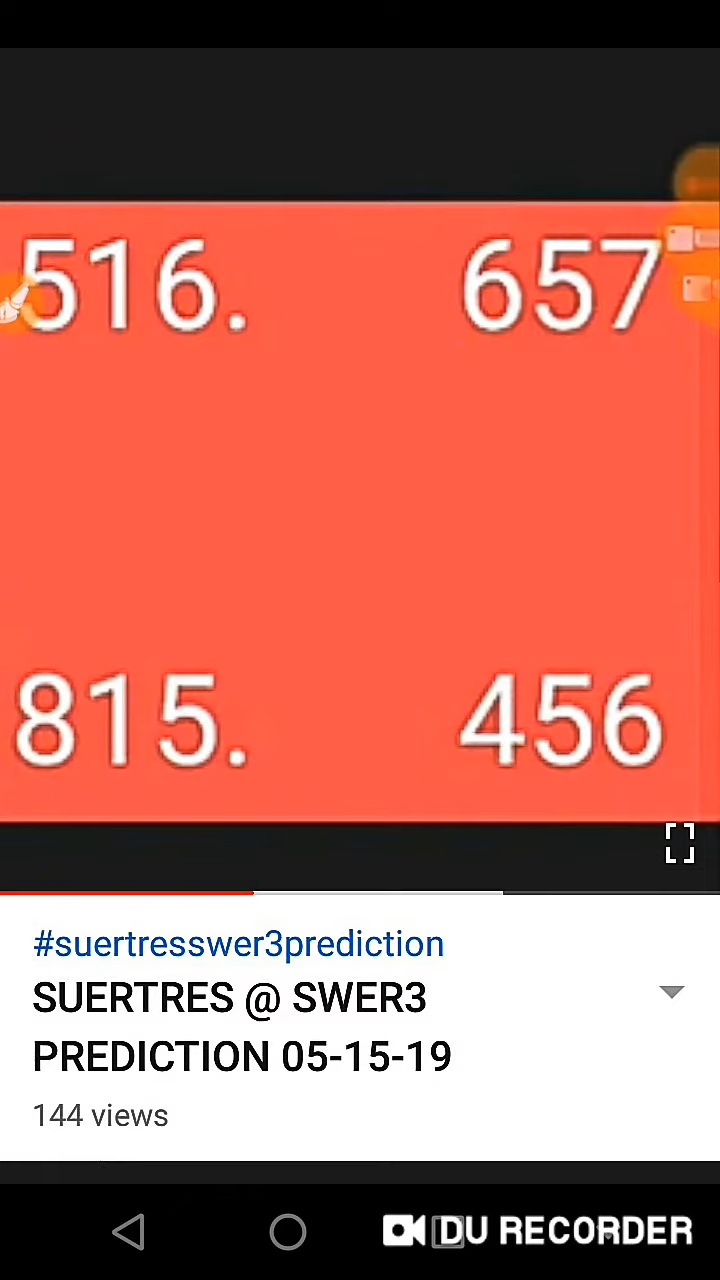 516. 657
815. 456
#suertresswer3prediction
SUERTRES @ SWER3
PREDICTION 05-15-19
144 views
DU RECORDER